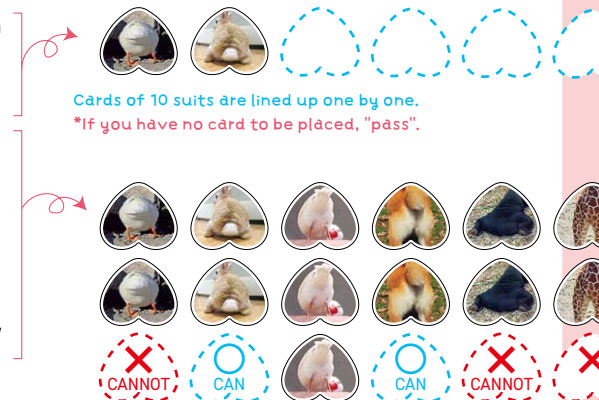 Cards of 10 suits are lined up one by one.
*If you have no card to be placed, "pass".
CANNOT
CAN
CAN
CANNOT